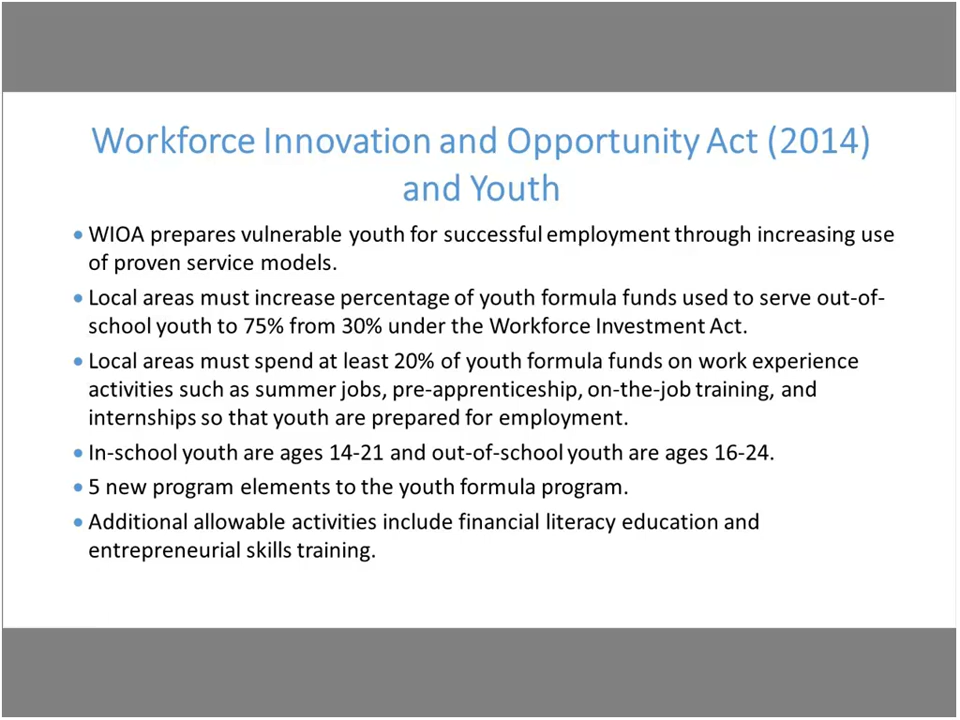 Workforce Innovation and Opportunity Act (2014)
and Youth
• WIOA prepares vulnerable youth for successful employment through increasing use
of proven service models.
• Local areas must increase percentage of youth formula funds used to serve out-of-
school youth to 75% from 30% under the Workforce Investment Act.
• Local areas must spend at least 20% of youth formula funds on work experience
activities such as summer jobs, pre-apprenticeship, on-the-job training, and
internships so that youth are prepared for employment.
• In-school youth are ages 14-21 and out-of-school youth are ages 16-24.
• 5 new program elements to the youth formula program.
• Additional allowable activities include financial literacy education and
entrepreneurial skills training.